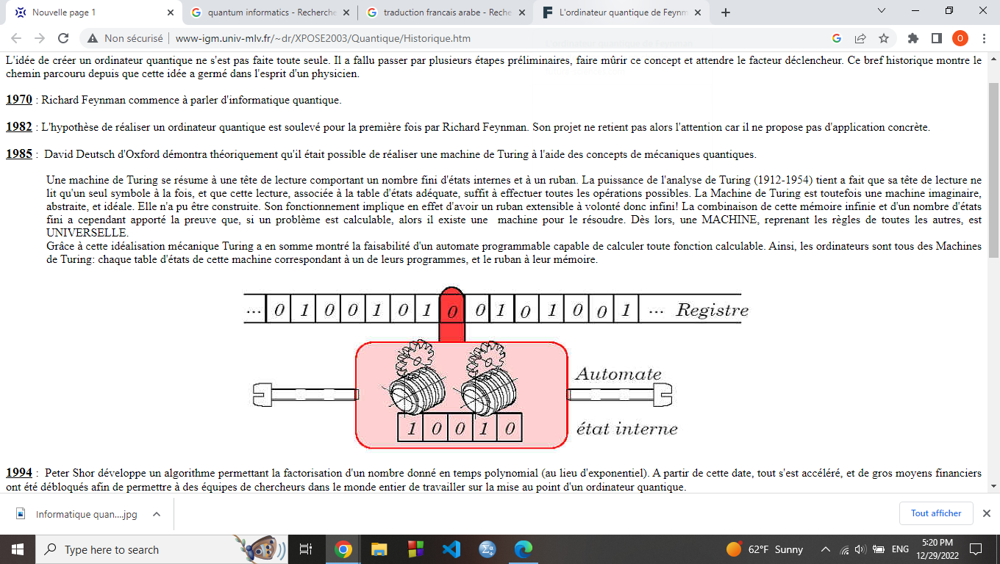 Nouvelle page 1
quantum informatics - Recherche
traduction francais arabe - Reche
L'ordinateur quantique de Feynm
Non sécurisé
www-igm.univ-mlv.fr/~dr/XPOSE2003/Quantique/Historique.htm
O
L'idée de créer un ordinateur quantique ne s'est pas faite toute seule. Il a fallu passer par plusieurs étapes préliminaires, faire mûrir ce concept et attendre le facteur déclencheur. Ce bref historique montre le
chemin parcouru depuis que cette idée a germé dans l'esprit d'un physicien.
1970 : Richard Feynman commence à parler d'informatique quantique.
1982 : L'hypothèse de réaliser un ordinateur quantique est soulevé pour la première fois par Richard Feynman. Son projet ne retient pas alors l'attention car il ne propose pas d'application concrète.
1985 : David Deutsch d'Oxford démontra théoriquement qu'il était possible de réaliser une machine de Turing à l'aide des concepts de mécaniques quantiques.
Une machine de Turing se résume à une tête de lecture comportant un nombre fini d'états internes et à un ruban. La puissance de l'analyse de Turing (1912-1954) tient a fait que sa tête de lecture ne
lit qu'un seul symbole à la fois, et que cette lecture, associée à la table d'états adéquate, suffit à effectuer toutes les opérations possibles. La Machine de Turing est toutefois une machine imaginaire,
abstraite, et idéale. Elle n'a pu être construite. Son fonctionnement implique en effet d'avoir un ruban extensible à volonté donc infini! La combinaison de cette mémoire infinie et d'un nombre d'états
fini a cependant apporté la preuve que, si un problème est calculable, alors il existe une machine pour le résoudre. Dès lors, une MACHINE, reprenant les règles de toutes les autres, est
UNIVERSELLE.
Grâce à cette idéalisation mécanique Turing a en somme montré la faisabilité d'un automate programmable capable de calculer toute fonction calculable. Ainsi, les ordinateurs sont tous des Machines
de Turing: chaque table d'états de cette machine correspondant à un de leurs programmes, et le ruban à leur mémoire.
... 0 1 0 0 1 0 1 0 0 1 0 1 0 0 1 ... Registre
Automate
1 0 0 1 0 état interne
1994 : Peter Shor développe un algorithme permettant la factorisation d'un nombre donné en temps polynomial (au lieu d'exponentiel). A partir de cette date, tout s'est accéléré, et de gros moyens financiers
ont été débloqués afin de permettre à des équipes de chercheurs dans le monde entier de travailler sur la mise au point d'un ordinateur quantique.
Informatique quan....jpg
Tout afficher
Type here to search
62°F Sunny
ENG
5:20 PM
12/29/2022